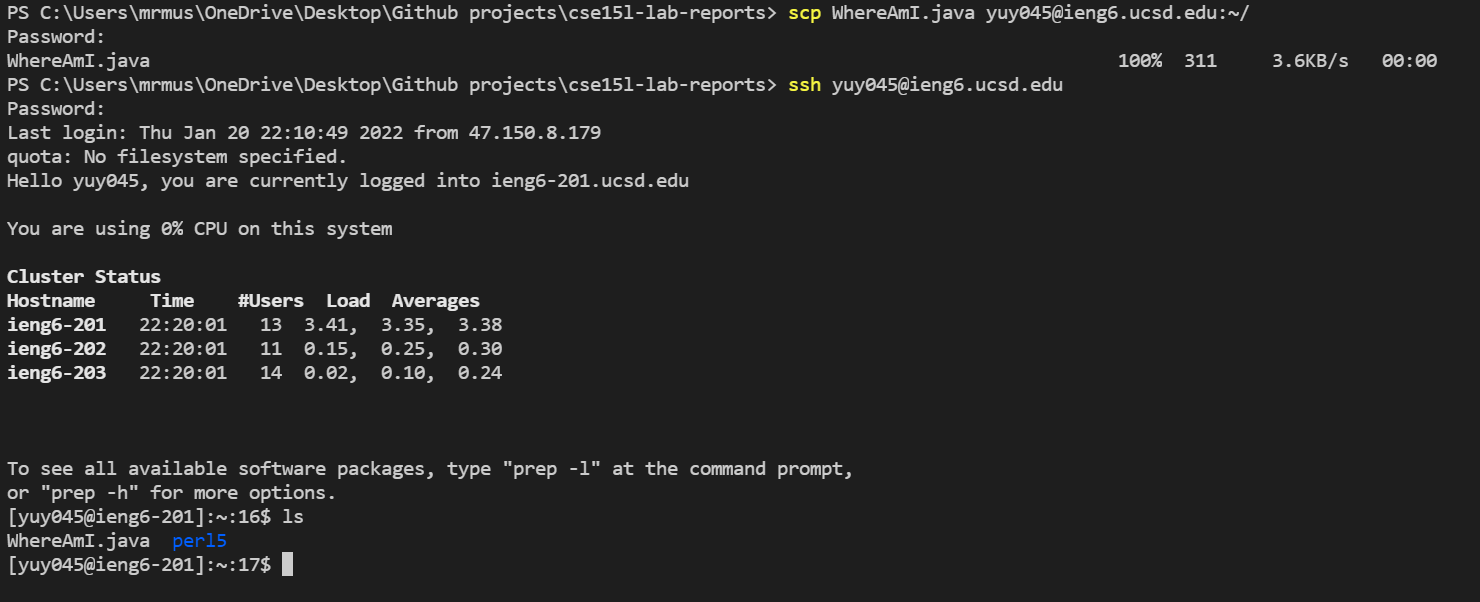 PS C:\Users\mrmus\OneDrive\Desktop\Github projects\cse15l-lab-reports> scp WhereAmI.java yuy045@ieng6.ucsd.edu:~/
Password:
WhereAmI.java 100% 311 3.6KB/s 00:00
PS C:\Users\mrmus\OneDrive\Desktop\Github projects\cse15l-lab-reports> ssh yuy045@ieng6.ucsd.edu
Password:
Last login: Thu Jan 20 22:10:49 2022 from 47.150.8.179
quota: No filesystem specified.
Hello yuy045, you are currently logged into ieng6-201.ucsd.edu
You are using 0% CPU on this system
Cluster Status
Hostname Time #Users Load Averages
ieng6-201 22:20:01 13 3.41, 3.35, 3.38
ieng6-202 22:20:01 11 0.15, 0.25, 0.30
ieng6-203 22:20:01 14 0.02, 0.10, 0.24
To see all available software packages, type "prep -l" at the command prompt,
or "prep -h" for more options.
[yuy045@ieng6-201]:~:16$ ls
WhereAmI.java perl5
[yuy045@ieng6-201]:~:17$